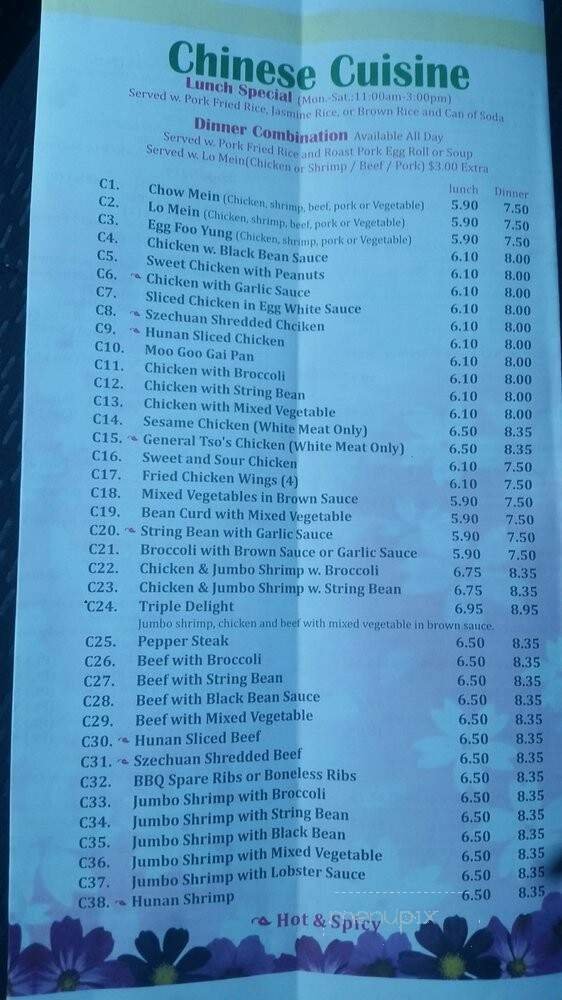 Chinese Cuisine
Lunch Special (Mon.-Sat.:11:00am-3:00pm)
Served w. Pork Fried Rice, Jasmine Rice, or Brown Rice and Can of Soda
Dinner Combination Available All Day
Served w. Pork Fried Rice and Roast Pork Egg Roll or Soup
Served w. Lo Mein(Chicken or Shrimp / Beef / Pork) $3.00 Extra
lunch Dinner
C1. Chow Mein (Chicken, shrimp, beef, pork or Vegetable) 5.90 7.50
C2. Lo Mein (Chicken, shrimp, beef, pork or Vegetable) 5.90 7.50
C3. Egg Foo Yung (Chicken, shrimp, pork or Vegetable) 5.90 7.50
C4. Chicken w. Black Bean Sauce 6.10 8.00
C5. Sweet Chicken with Peanuts 6.10 8.00
C6. Chicken with Garlic Sauce 6.10 8.00
C7. Sliced Chicken in Egg White Sauce 6.10 8.00
C8. Szechuan Shredded Chciken 6.10 8.00
C9. Hunan Sliced Chicken 6.10 8.00
C10. Moo Goo Gai Pan 6.10 8.00
C11. Chicken with Broccoli 6.10 8.00
C12. Chicken with String Bean 6.10 8.00
C13. Chicken with Mixed Vegetable 6.10 8.00
C14. Sesame Chicken (White Meat Only) 6.50 8.35
C15. General Tso's Chicken (White Meat Only) 6.50 8.35
C16. Sweet and Sour Chicken 6.10 7.50
C17. Fried Chicken Wings (4) 6.10 7.50
C18. Mixed Vegetables in Brown Sauce 5.90 7.50
C19. Bean Curd with Mixed Vegetable 5.90 7.50
C20. String Bean with Garlic Sauce 5.90 7.50
C21. Broccoli with Brown Sauce or Garlic Sauce 5.90 7.50
C22. Chicken & Jumbo Shrimp w. Broccoli 6.75 8.35
C23. Chicken & Jumbo Shrimp w. String Bean 6.75 8.35
C24. Triple Delight 6.95 8.95
Jumbo shrimp, chicken and beef with mixed vegetable in brown sauce.
C25. Pepper Steak 6.50 8.35
C26. Beef with Broccoli 6.50 8.35
C27. Beef with String Bean 6.50 8.35
C28. Beef with Black Bean Sauce 6.50 8.35
C29. Beef with Mixed Vegetable 6.50 8.35
C30. Hunan Sliced Beef 6.50 8.35
C31. Szechuan Shredded Beef 6.50 8.35
C32. BBQ Spare Ribs or Boneless Ribs 6.50 8.35
C33. Jumbo Shrimp with Broccoli 6.50 8.35
C34. Jumbo Shrimp with String Bean 6.50 8.35
C35. Jumbo Shrimp with Black Bean 6.50 8.35
C36. Jumbo Shrimp with Mixed Vegetable 6.50 8.35
C37. Jumbo Shrimp with Lobster Sauce 6.50 8.35
C38. Hunan Shrimp 6.50 8.35
Hot & Spicy
menupix